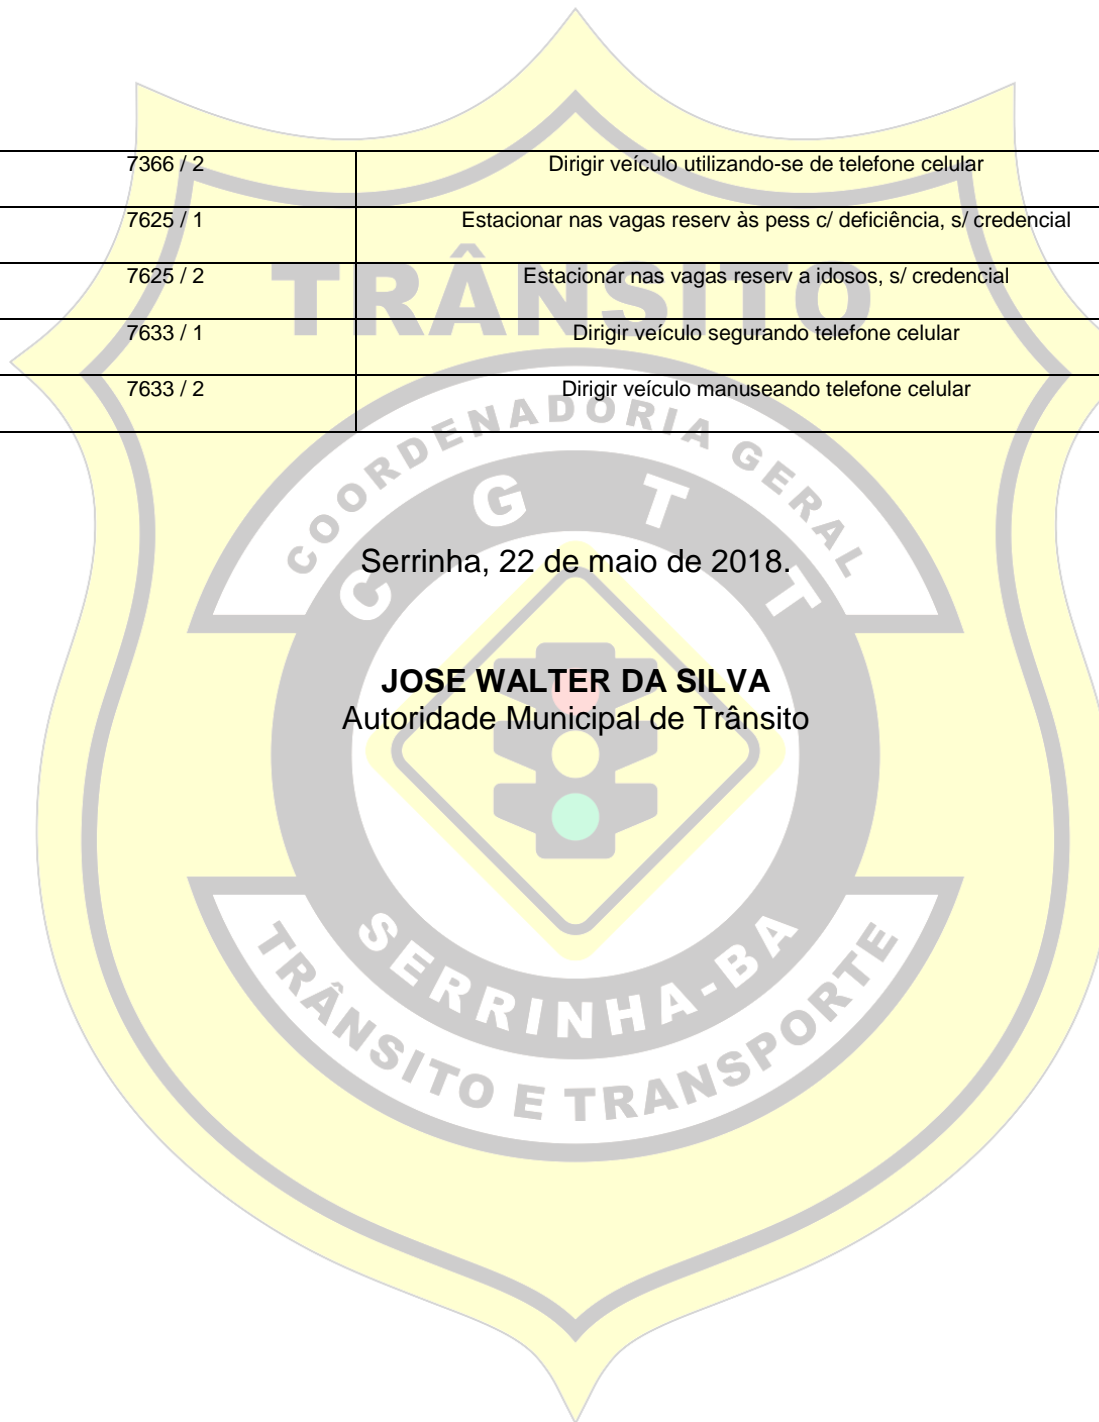 7366 / 2 Dirigir veículo utilizando-se de telefone celular
7625 / 1 Estacionar nas vagas reserv às pess c/ deficiência, s/ credencial
7625 / 2 Estacionar nas vagas reserv a idosos, s/ credencial
7633 / 1 Dirigir veículo segurando telefone celular
7633 / 2 Dirigir veículo manuseando telefone celular
TRÂNSITO
COORDENADORIA GERAL
C G T T
Serrinha, 22 de maio de 2018.
JOSE WALTER DA SILVA
Autoridade Municipal de Trânsito
SERRINHA-BA
TRÂNSITO E TRANSPORTE